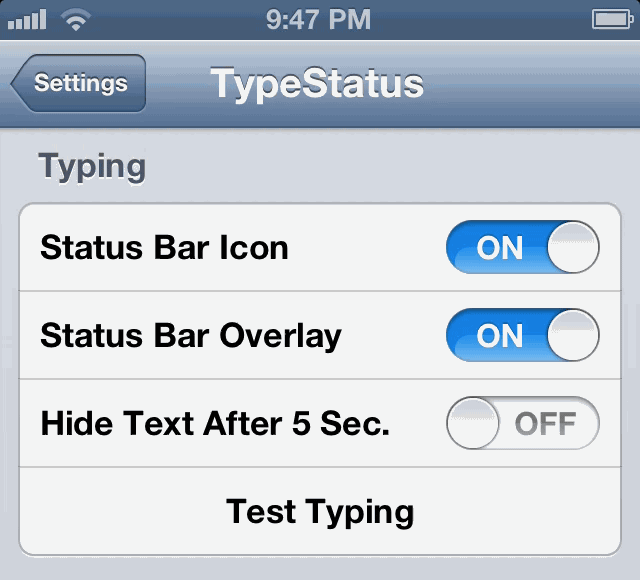 9:47 PM
Settings
TypeStatus
Typing
Status Bar Icon ON
Status Bar Overlay ON
Hide Text After 5 Sec. OFF
Test Typing